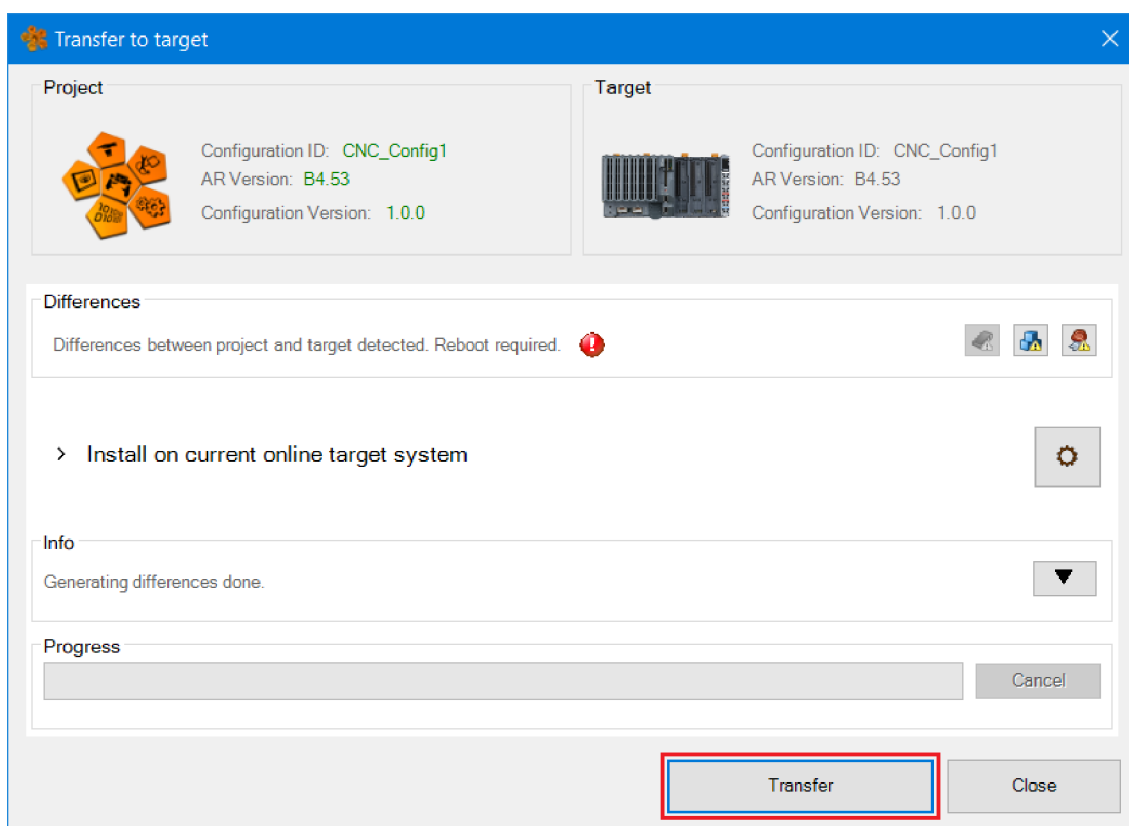 Transfer to target
Project
Configuration ID: CNC_Config1
AR Version: B4.53
Configuration Version: 1.0.0
Target
Configuration ID: CNC_Config1
AR Version: B4.53
Configuration Version: 1.0.0
Differences
Differences between project and target detected. Reboot required.
Install on current online target system
Info
Generating differences done.
Progress
Cancel
Transfer
Close